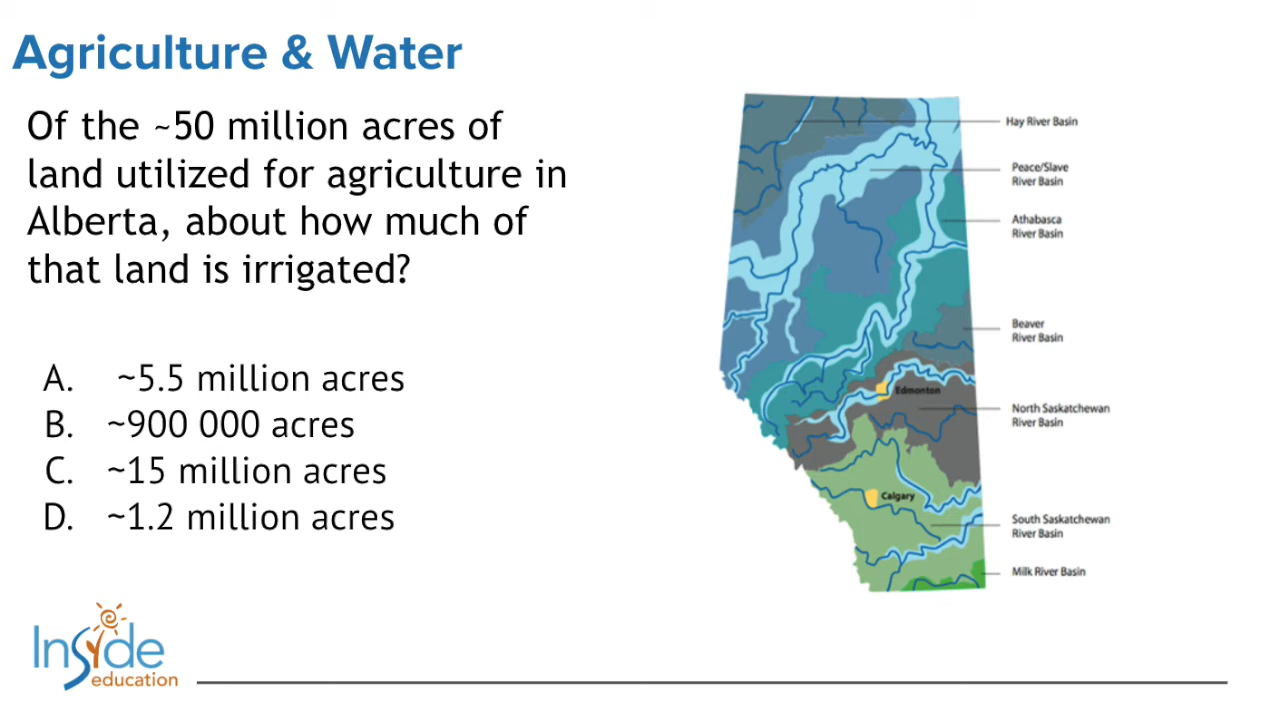 Agriculture & Water
Of the ~50 million acres of
land utilized for agriculture in
Alberta, about how much of
that land is irrigated?
A. ~5.5 million acres
B. ~900 000 acres
C. ~15 million acres
D. ~1.2 million acres
Hay River Basin
Peace/Slave
River Basin
Athabasca
River Basin
Beaver
River Basin
Edmonton
North Saskatchewan
River Basin
Calgary
South Saskatchewan
River Basin
Milk River Basin
Inside
education